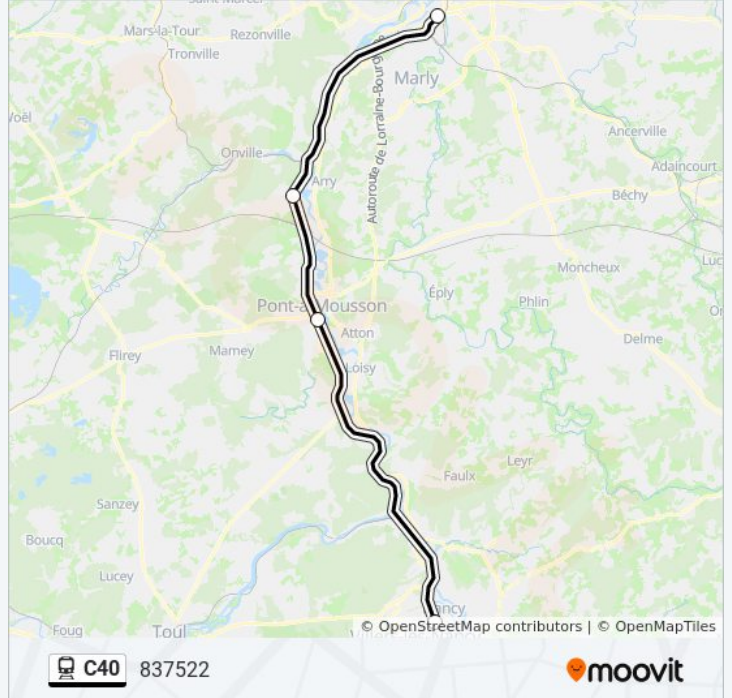 Mars-la-Tour
Rezonville
Tronville
Marly
Autoroute de Lorraine-Bourg
Ancerville
Onville
Adaincourt
Arry
Béchy
Moncheux
Éply
Phlin
Pont-à-Mousson
Atton
Delme
Mamey
Flirey
Loisy
Leyr
Faulx
Sanzey
Boucq
Lucey
Foug
Toul
© OpenStreetMap contributors | © OpenMapTiles
C40 837522
moovit